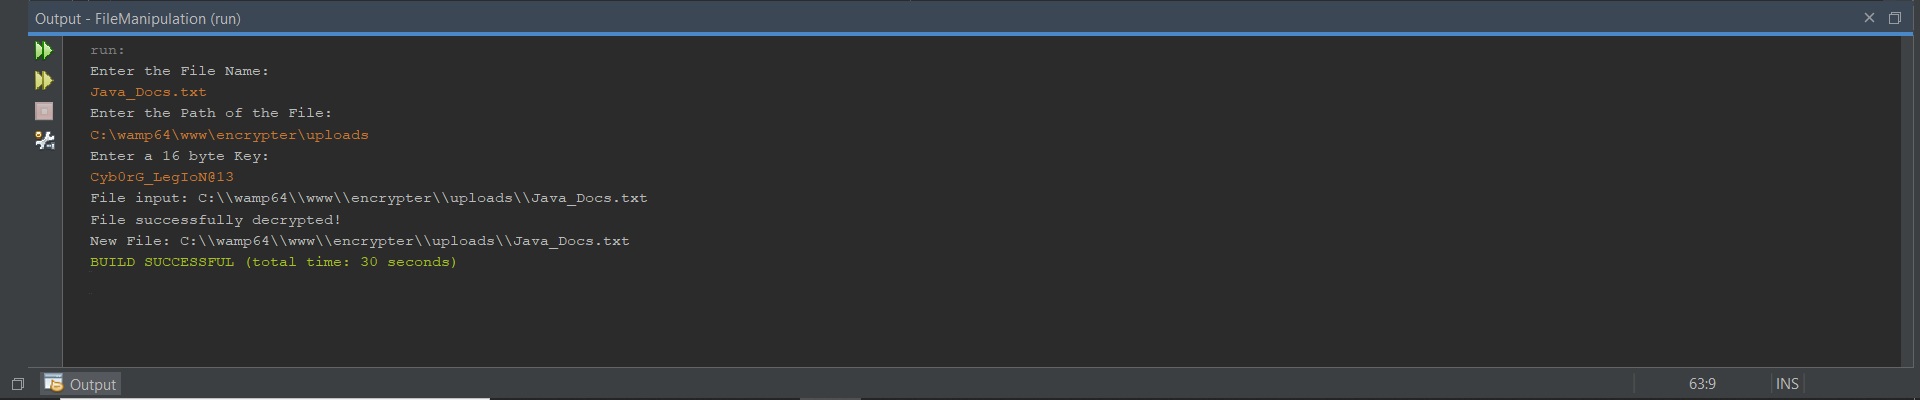 Output - FileManipulation (run)
run:
Enter the File Name:
Java_Docs.txt
Enter the Path of the File:
C:\wamp64\www\encrypter\uploads
Enter a 16 byte Key:
Cyb0rG_LegIoN@13
File input: C:\\wamp64\\www\\encrypter\\uploads\\Java_Docs.txt
File successfully decrypted!
New File: C:\\wamp64\\www\\encrypter\\uploads\\Java_Docs.txt
BUILD SUCCESSFUL (total time: 30 seconds)
Output 63:9 INS